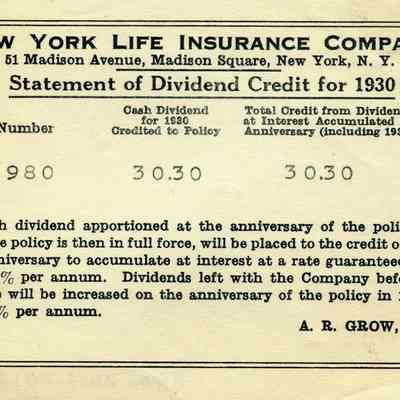 W YORK LIFE INSURANCE COMPA
51 Madison Avenue, Madison Square, New York, N. Y.
Statement of Dividend Credit for 1930
Number
Cash Dividend
for 1930
Credited to Policy
Total Credit from Dividen
at Interest Accumulated
Anniversary (including 193
980
30.30
30.30
h dividend apportioned at the anniversary of the poli
e policy is then in full force, will be placed to the credit o
niversary to accumulate at interest at a rate guarantee
% per annum. Dividends left with the Company bef
will be increased on the anniversary of the policy in 1
% per annum.
A. R. GROW,